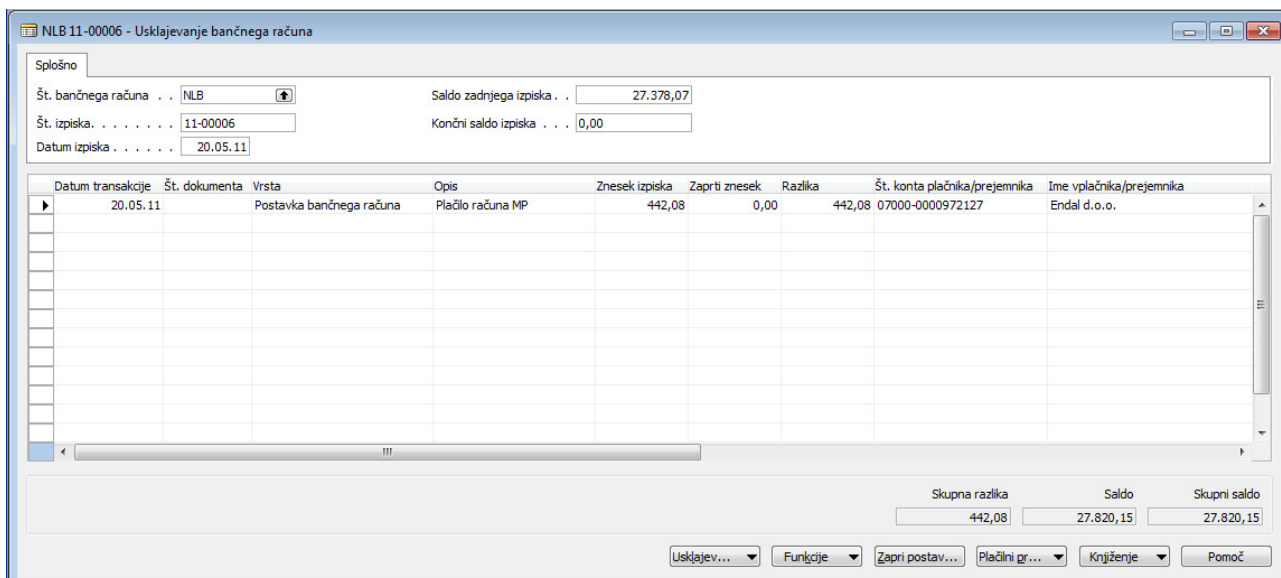 NLB 11-00006 - Usklajevanje bančnega računa
Splošno
Št. bančnega računa . . NLB
Saldo zadnjega izpiska . . 27.378,07
Št. izpiska. . . . . . . . 11-00006
Končni saldo izpiska . . . 0,00
Datum izpiska . . . . . . 20.05.11
Datum transakcije Št. dokumenta Vrsta Opis Znesek izpiska Zaprti znesek Razlika Št. konta plačnika/prejemnika Ime vplačnika/prejemnika
20.05.11 Postavka bančnega računa Plačilo računa MP 442,08 0,00 442,08 07000-0000972127 Endal d.o.o.
Skupna razlika Saldo Skupni saldo
442,08 27.820,15 27.820,15
Usklajev... Funkcije Zapri postav... Plačilni pr... Knjiženje Pomoč